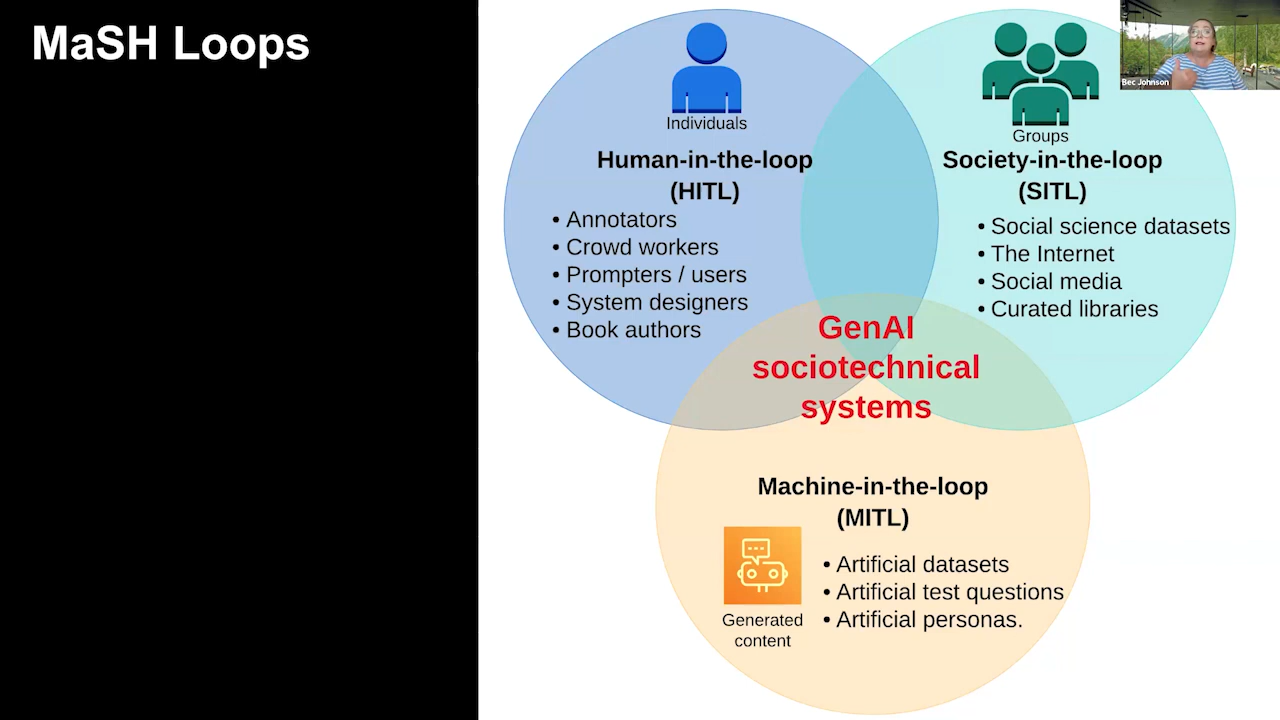 MaSH Loops
Individuals
Human-in-the-loop
(HITL)
• Annotators
• Crowd workers
• Prompters / users
• System designers
• Book authors
Groups
Society-in-the-loop
(SITL)
• Social science datasets
• The Internet
• Social media
• Curated libraries
Bec Johnson
GenAI
sociotechnical
systems
Machine-in-the-loop
(MITL)
Generated
content
• Artificial datasets
• Artificial test questions
• Artificial personas.